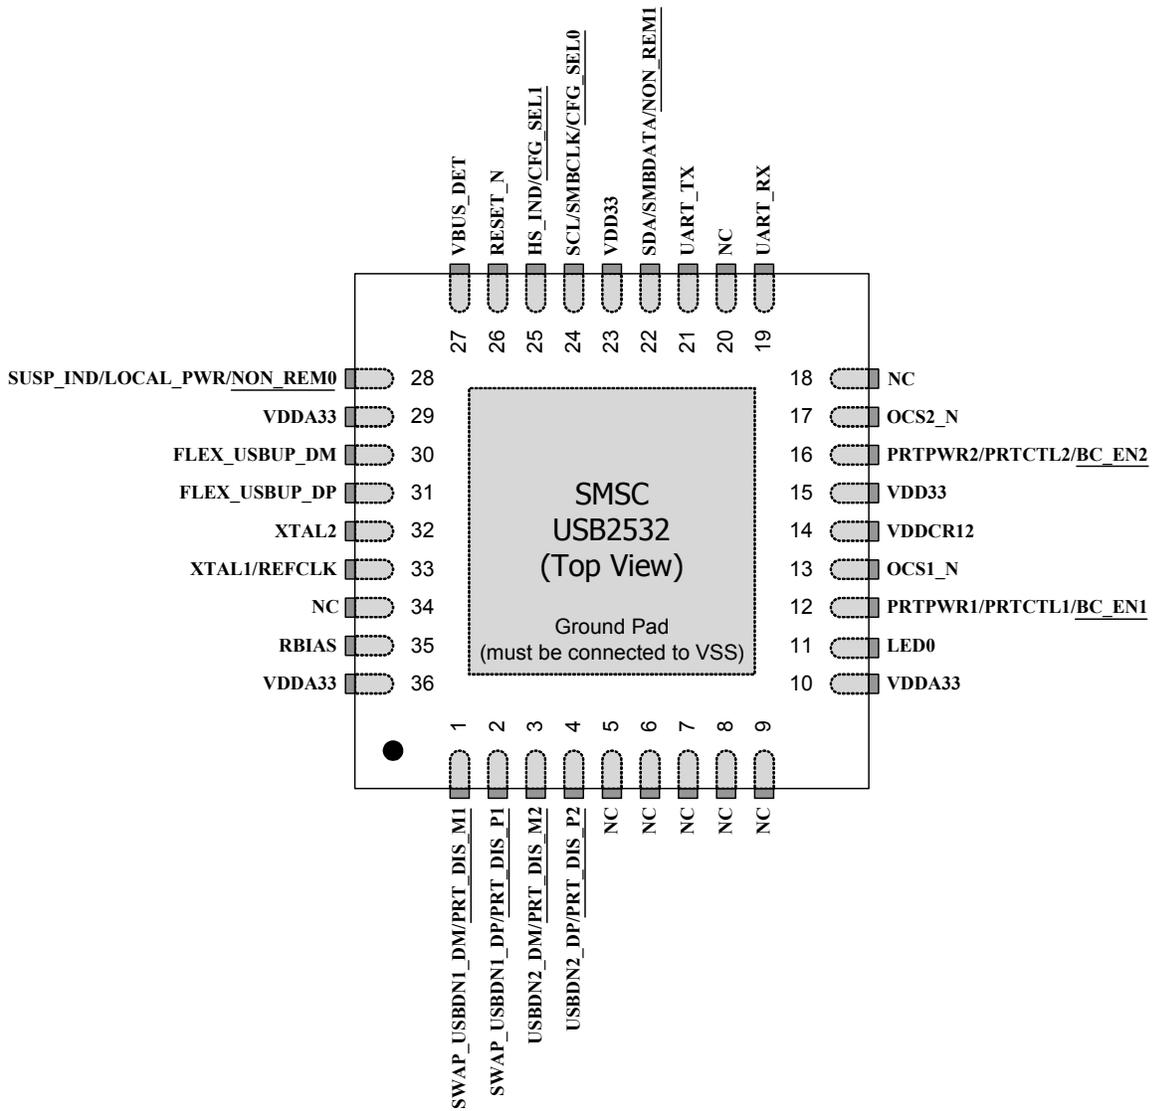 VBUS_DET
RESET_N
HS_IND/CFG_SEL1
SCL/SMBCLK/CFG_SEL0
VDD33
SDA/SMBDATA/NON_REM1
UART_TX
NC
UART_RX
27
26
25
24
23
22
21
20
19
SUSP_IND/LOCAL_PWR/NON_REM0 28
VDDA33 29
FLEX_USBUP_DM 30
FLEX_USBUP_DP 31
XTAL2 32
XTAL1/REFCLK 33
NC 34
RBIAS 35
VDDA33 36
SMSC
USB2532
(Top View)
Ground Pad
(must be connected to VSS)
18 NC
17 OCS2_N
16 PRTPWR2/PRTCTL2/BC_EN2
15 VDD33
14 VDDCR12
13 OCS1_N
12 PRTPWR1/PRTCTL1/BC_EN1
11 LED0
10 VDDA33
1
2
3
4
5
6
7
8
9
SWAP_USBDN1_DM/PRT_DIS_M1
SWAP_USBDN1_DP/PRT_DIS_P1
USBDN2_DM/PRT_DIS_M2
USBDN2_DP/PRT_DIS_P2
NC
NC
NC
NC
NC